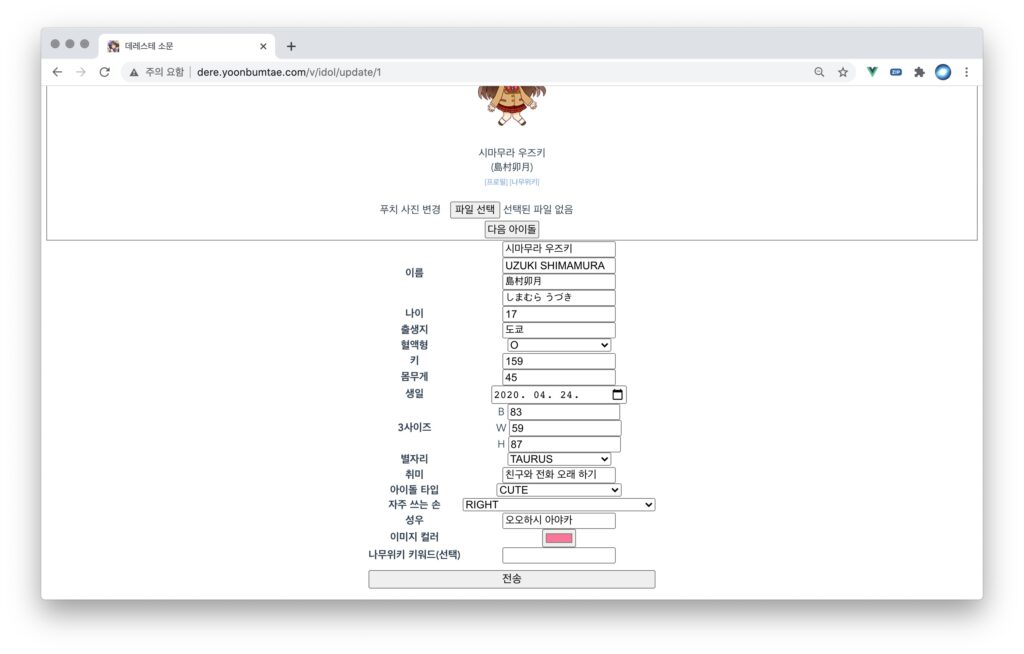 데레스테 소문
주의 요함 dere.yoonbumtae.com/v/idol/update/1
ZIP
시마무라 우즈키
(島村卯月)
[프로필] [나무위키]
푸치 사진 변경 파일 선택 선택된 파일 없음
다음 아이돌
이름
시마무라 우즈키
UZUKI SHIMAMURA
島村卯月
しまむら うづき
나이 17
출생지 도쿄
혈액형 O
키 159
몸무게 45
생일 2020. 04. 24.
3사이즈
B 83
W 59
H 87
별자리 TAURUS
취미 친구와 전화 오래 하기
아이돌 타입 CUTE
자주 쓰는 손 RIGHT
성우 오오하시 아야카
이미지 컬러
나무위키 키워드(선택)
전송